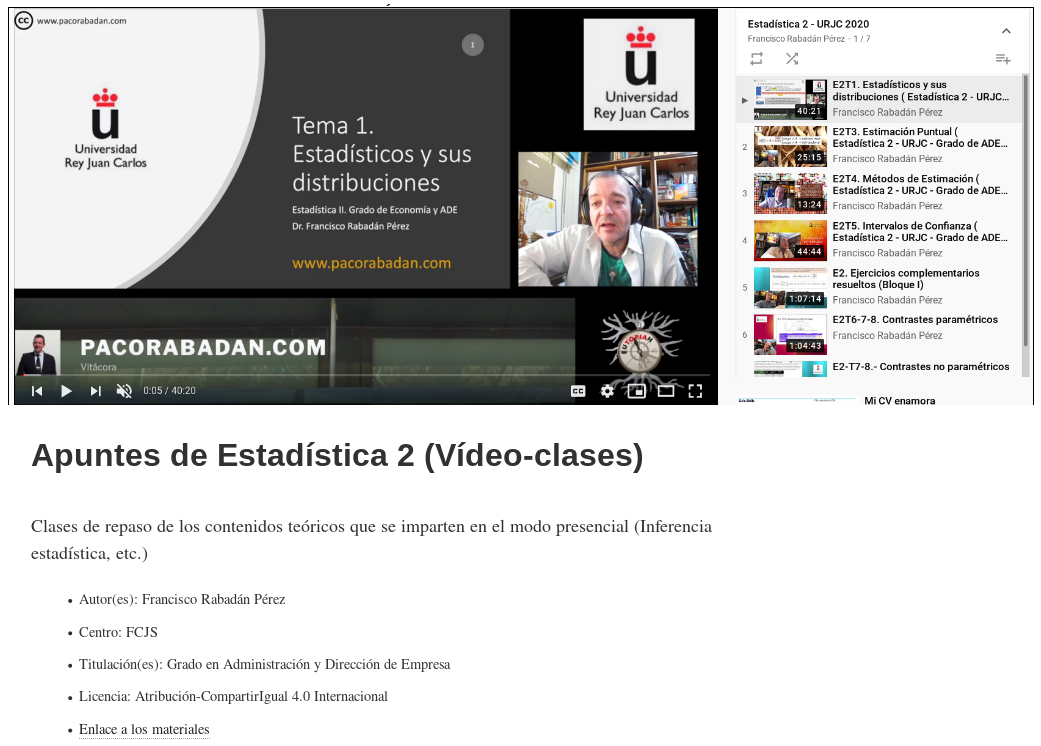 www.pacorabadan.com
1
ü
Universidad
Rey Juan Carlos
Tema 1.
Estadísticos y sus
distribuciones
Estadística II. Grado de Economía y ADE
Dr. Francisco Rabadán Pérez
www.pacorabadan.com
ü
Universidad
Rey Juan Carlos
PACORABADAN.COM
Vitácora
EUTOPIAH
0:05 / 40:20
CC
Estadística 2 - URJC 2020
Francisco Rabadán Pérez · 1 / 7
E2T1. Estadísticos y sus
distribuciones ( Estadística 2 - URJC...
40:21
Francisco Rabadán Pérez
2
E2T3. Estimación Puntual (
Estadística 2 - URJC - Grado de ADE...
25:15
Francisco Rabadán Pérez
3
E2T4. Métodos de Estimación (
Estadística 2 - URJC - Grado de ADE...
13:24
Francisco Rabadán Pérez
4
E2T5. Intervalos de Confianza (
Estadística 2 - URJC - Grado de ADE...
44:44
Francisco Rabadán Pérez
5
E2. Ejercicios complementarios
resueltos (Bloque I)
1:07:14
Francisco Rabadán Pérez
6
E2T6-7-8. Contrastes paramétricos
Francisco Rabadán Pérez
1:04:43
E2-T7-8.- Contrastes no paramétricos
Mi CV enamora
Apuntes de Estadística 2 (Vídeo-clases)
Clases de repaso de los contenidos teóricos que se imparten en el modo presencial (Inferencia
estadística, etc.)
• Autor(es): Francisco Rabadán Pérez
• Centro: FCJS
• Titulación(es): Grado en Administración y Dirección de Empresa
• Licencia: Atribución-CompartirIgual 4.0 Internacional
• Enlace a los materiales